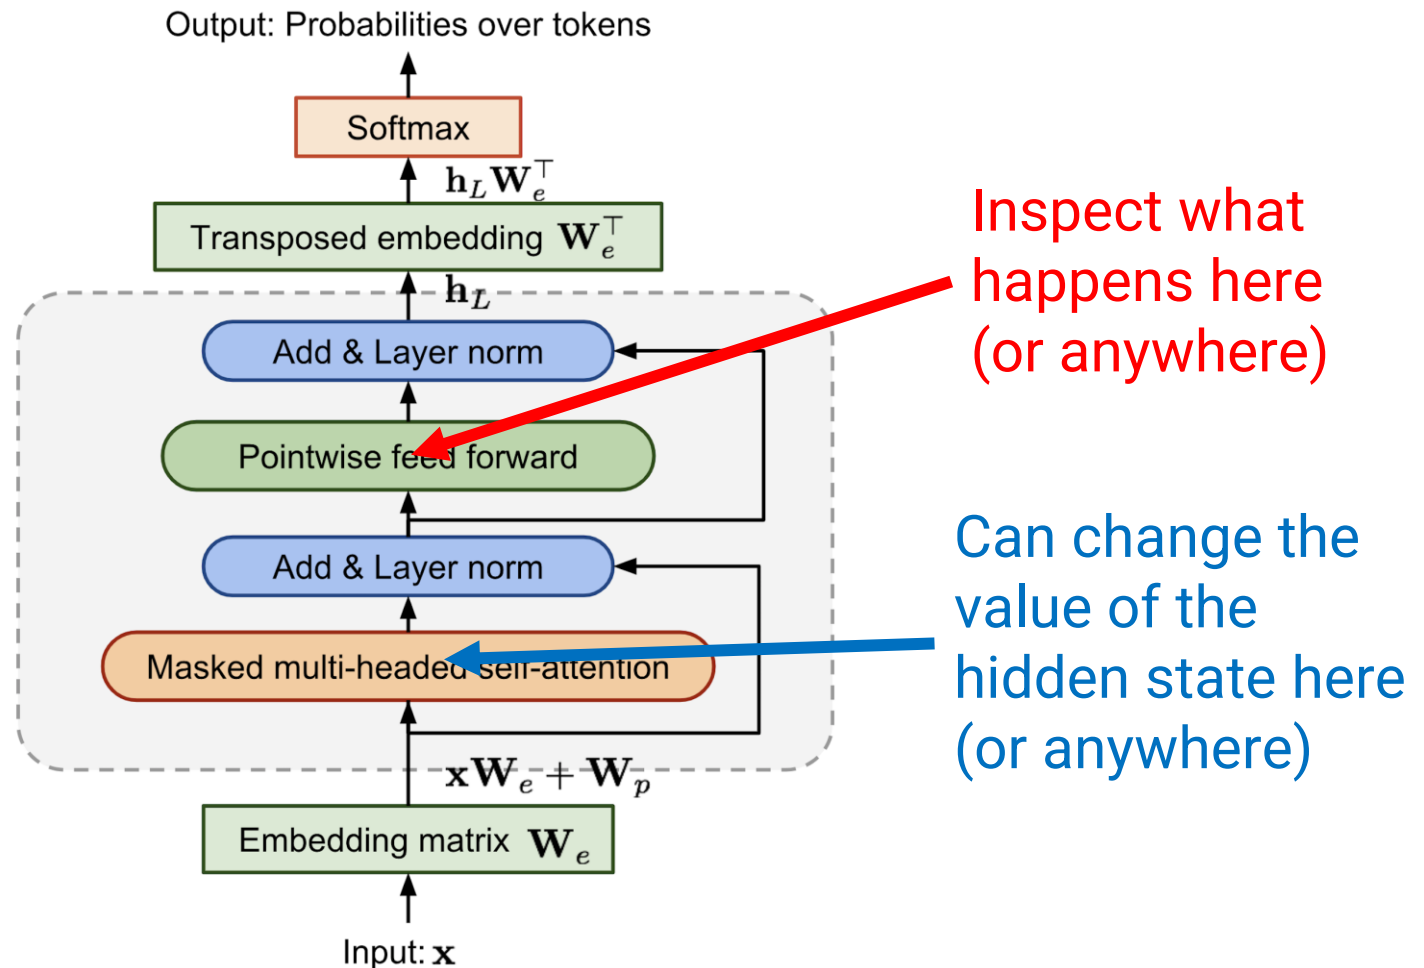 Output: Probabilities over tokens
Softmax
h_L W_e^⊤
Transposed embedding W_e^⊤
h_L
Add & Layer norm
Pointwise feed forward
Add & Layer norm
Masked multi-headed self-attention
xW_e + W_p
Embedding matrix W_e
Input: x
Inspect what
happens here
(or anywhere)
Can change the
value of the
hidden state here
(or anywhere)